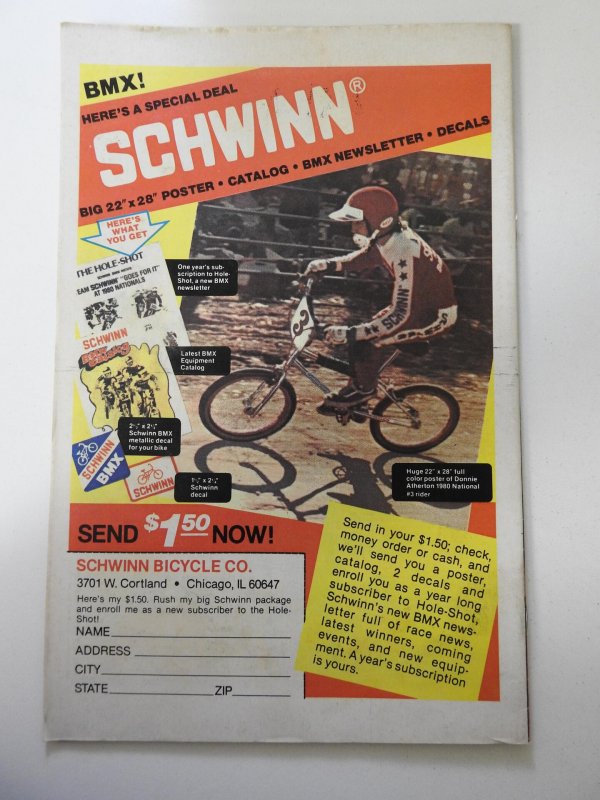 BMX!
HERE'S A SPECIAL DEAL
SCHWINN®
BIG 22" x 28" POSTER • CATALOG • BMX NEWSLETTER • DECALS
HERE'S
WHAT
YOU GET
THE HOLE-SHOT
EAM SCHWINN "GOES FOR IT"
AT 1980 NATIONALS
One year's sub-
scription to Hole-
Shot, a new BMX
newsletter
SCHWINN
Latest BMX
Equipment
Catalog
2½" x 2½"
Schwinn BMX
metallic decal
for your bike
SCHWINN
BMX
SCHWINN
Schwinn
decal
3
SCHWINN
Huge 22" x 28" full
color poster of Donnie
Atherton 1980 National
#3 rider
SEND $1.50 NOW!
SCHWINN BICYCLE CO.
3701 W. Cortland • Chicago, IL 60647
Here's my $1.50. Rush my big Schwinn package
and enroll me as a new subscriber to the Hole-
Shot!
NAME
ADDRESS
CITY
STATE ZIP
Send in your $1.50; check,
money order or cash, and
we'll send you a poster,
catalog, 2 decals and
enroll you as a year long
subscriber to Hole-Shot,
Schwinn's new BMX news-
letter full of race news,
latest winners, coming
events, and new equip-
ment. A year's subscription
is yours.